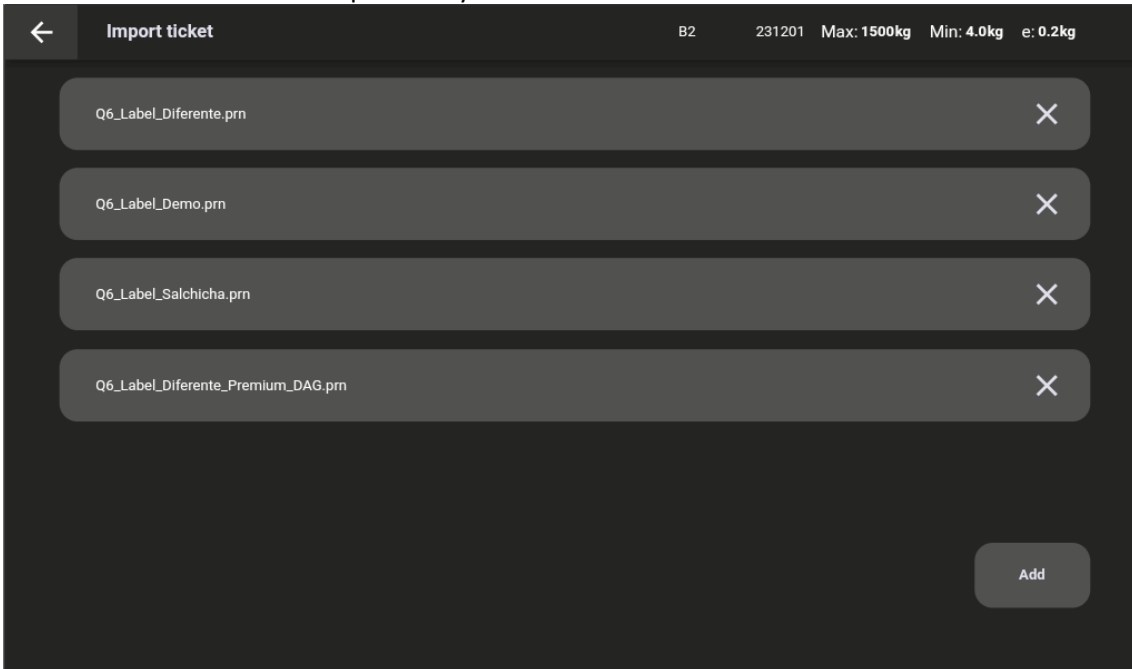 Import ticket B2 231201 Max: 1500kg Min: 4.0kg e: 0.2kg
Q6_Label_Diferente.prn
Q6_Label_Demo.prn
Q6_Label_Salchicha.prn
Q6_Label_Diferente_Premium_DAG.prn
Add